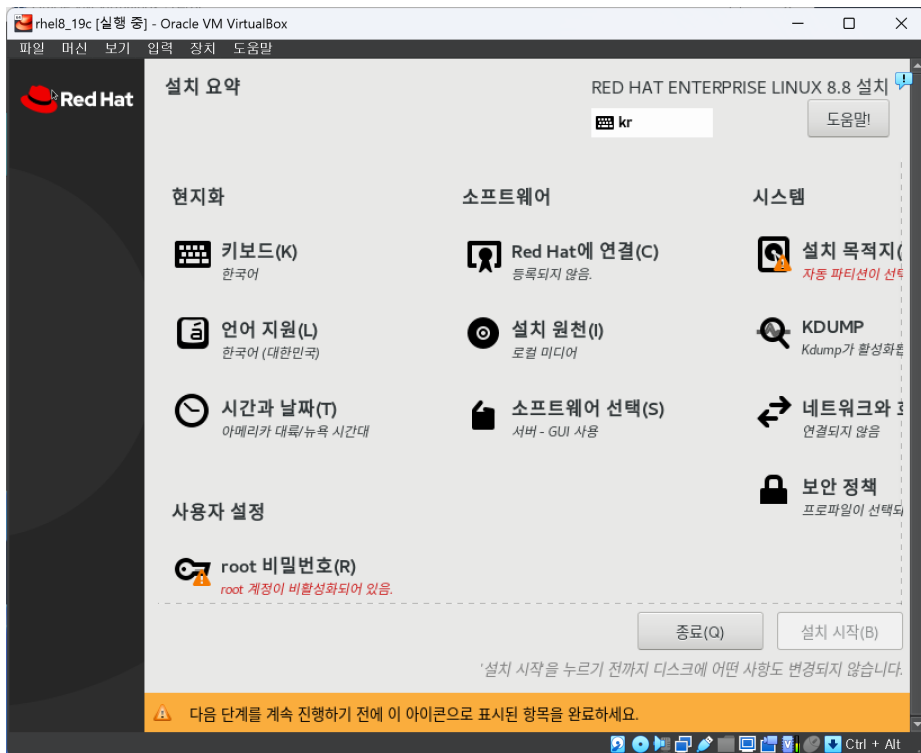 rhel8_19c [실행 중] - Oracle VM VirtualBox
파일 머신 보기 입력 장치 도움말
Red Hat
설치 요약
RED HAT ENTERPRISE LINUX 8.8 설치
kr
도움말!
현지화
키보드(K)
한국어
언어 지원(L)
한국어 (대한민국)
시간과 날짜(T)
아메리카 대륙/뉴욕 시간대
사용자 설정
root 비밀번호(R)
root 계정이 비활성화되어 있음.
소프트웨어
Red Hat에 연결(C)
등록되지 않음.
설치 원천(I)
로컬 미디어
소프트웨어 선택(S)
서버 - GUI 사용
시스템
설치 목적지(
자동 파티션이
KDUMP
Kdump가
네트워크와
연결되지 않음
보안 정책
프로파일이
종료(Q)
설치 시작(B)
'설치 시작'을 누르기 전까지 디스크에 어떤 사항도 변경되지 않습니다.
다음 단계를 계속 진행하기 전에 이 아이콘으로 표시된 항목을 완료하세요.
Ctrl + Alt